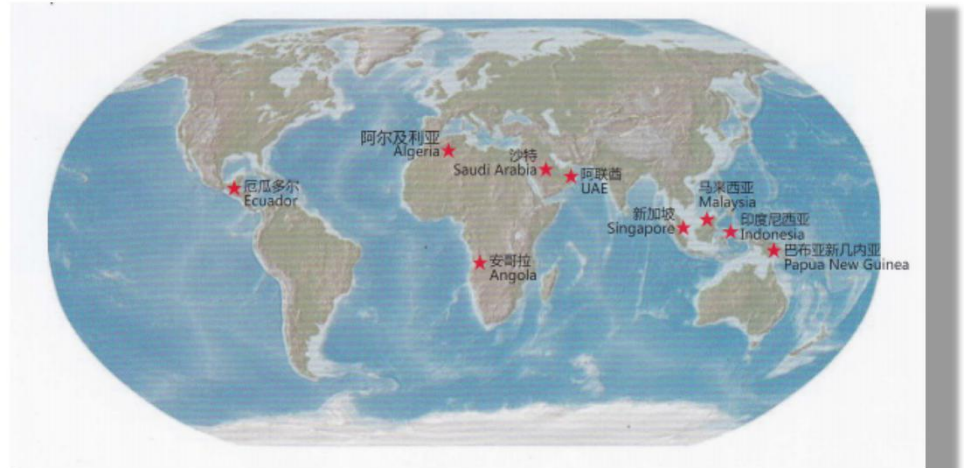 阿尔及利亚
Algeria
沙特
Saudi Arabia
阿联酋
UAE
厄瓜多尔
Ecuador
马来西亚
Malaysia
新加坡
Singapore
印度尼西亚
Indonesia
巴布亚新几内亚
Papua New Guinea
安哥拉
Angola